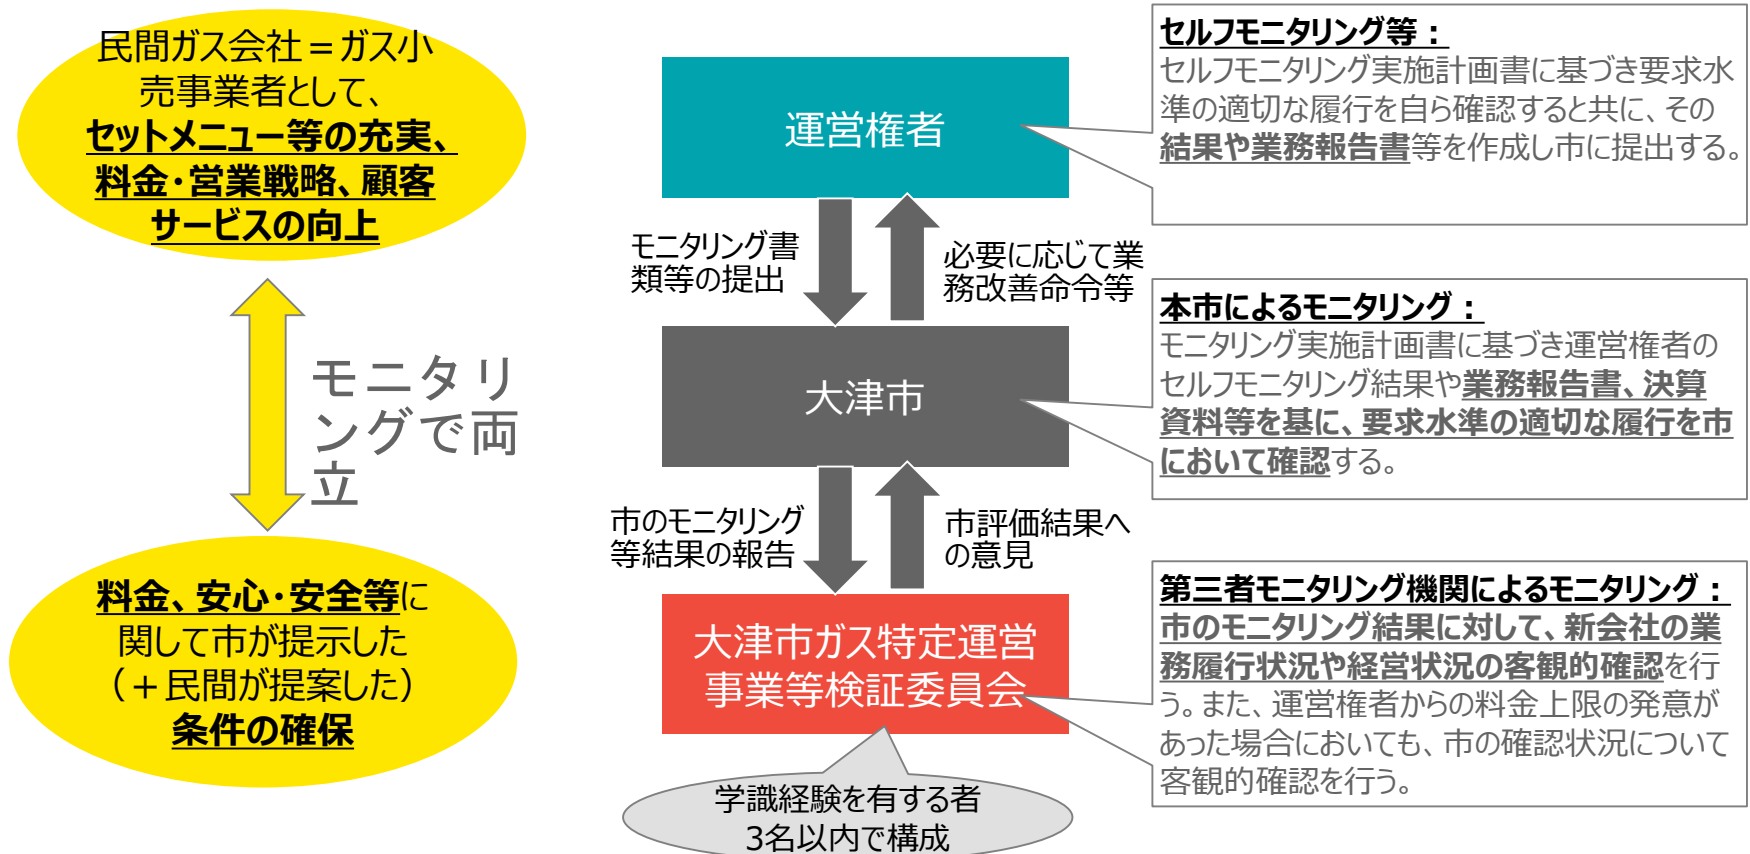 民間ガス会社＝ガス小
売事業者として、
セットメニュー等の充実、
料金・営業戦略、顧客
サービスの向上
モニタリ
ングで両
立
料金、安心・安全等に
関して市が提示した
（＋民間が提案した）
条件の確保
運営権者
モニタリング書
類等の提出
必要に応じて業
務改善命令等
大津市
市のモニタリング
等結果の報告
市評価結果へ
の意見
大津市ガス特定運営
事業等検証委員会
学識経験を有する者
3名以内で構成
セルフモニタリング等：
セルフモニタリング実施計画書に基づき要求水
準の適切な履行を自ら確認すると共に、その
結果や業務報告書等を作成し市に提出する。
本市によるモニタリング：
モニタリング実施計画書に基づき運営権者の
セルフモニタリング結果や業務報告書、決算
資料等を基に、要求水準の適切な履行を市
において確認する。
第三者モニタリング機関によるモニタリング：
市のモニタリング結果に対して、新会社の業
務履行状況や経営状況の客観的確認を行
う。また、運営権者からの料金上限の発意が
あった場合においても、市の確認状況について
客観的確認を行う。